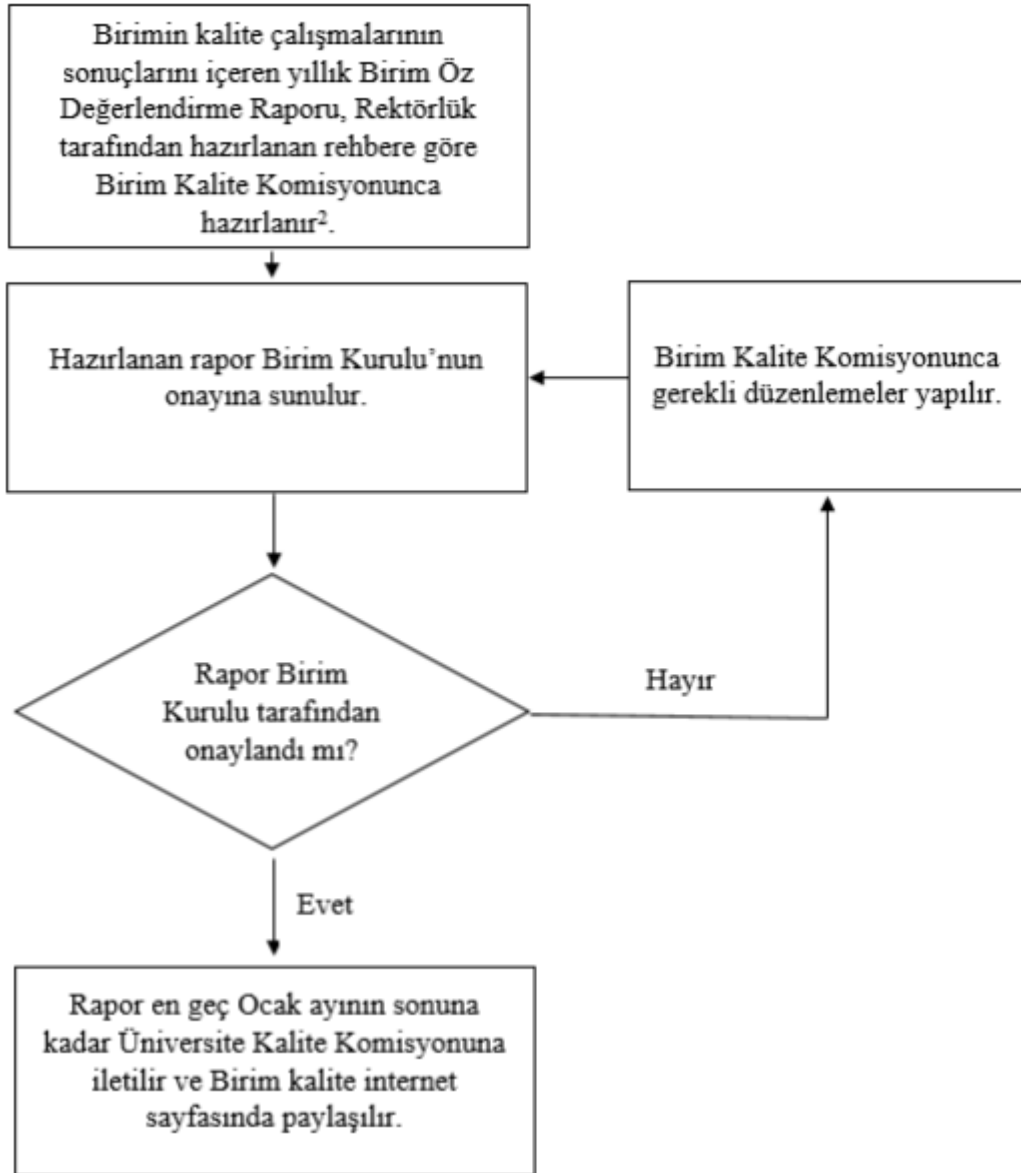 Birimin kalite çalışmalarının
sonuçlarını içeren yıllık Birim Öz
Değerlendirme Raporu, Rektörlük
tarafından hazırlanan rehbere göre
Birim Kalite Komisyonunca
hazırlanır².
Hazırlanan rapor Birim Kurulu’nun
onayına sunulur.
Birim Kalite Komisyonunca
gerekli düzenlemeler yapılır.
Rapor Birim
Kurulu tarafından
onaylandı mı?
Hayır
Evet
Rapor en geç Ocak ayının sonuna
kadar Üniversite Kalite Komisyonuna
iletilir ve Birim kalite internet
sayfasında paylaşılır.